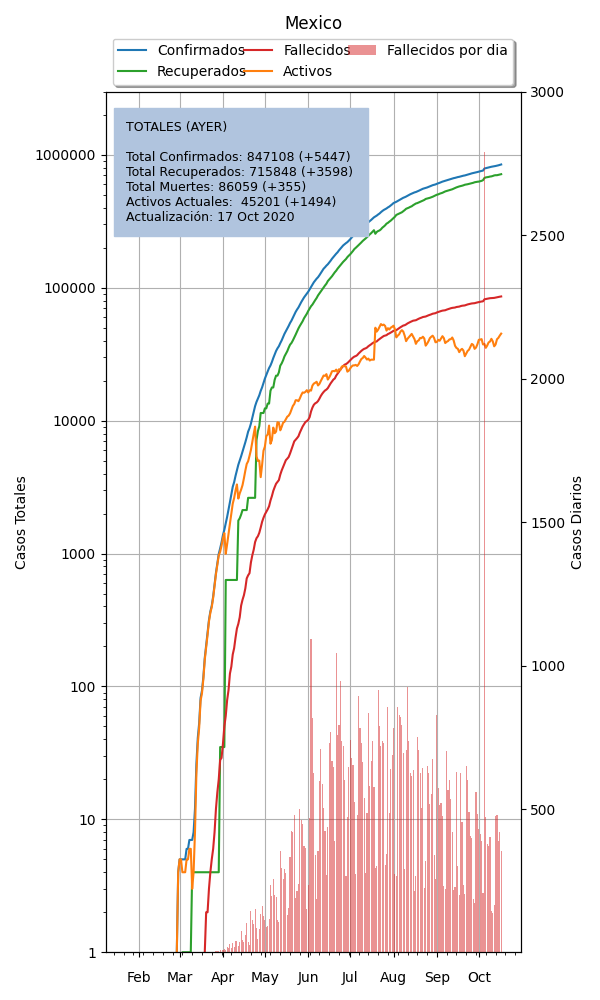 Mexico
Confirmados Fallecidos Fallecidos por dia
Recuperados Activos
TOTALES (AYER)
Total Confirmados: 847108 (+5447)
Total Recuperados: 715848 (+3598)
Total Muertes: 86059 (+355)
Activos Actuales:  45201 (+1494)
Actualización: 17 Oct 2020
Casos Totales
1000000
100000
10000
1000
100
10
1
3000
2500
2000
1500
1000
500
Casos Diarios
Feb Mar Apr May Jun Jul Aug Sep Oct